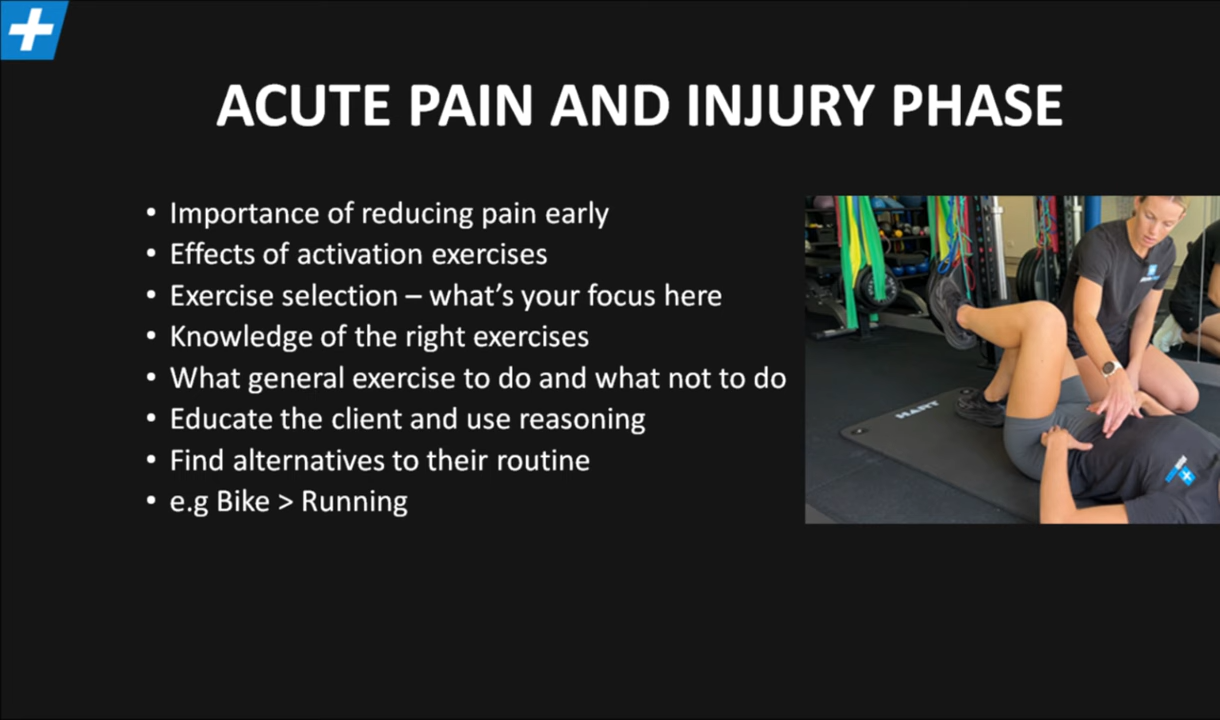 ACUTE PAIN AND INJURY PHASE
• Importance of reducing pain early
• Effects of activation exercises
• Exercise selection – what's your focus here
• Knowledge of the right exercises
• What general exercise to do and what not to do
• Educate the client and use reasoning
• Find alternatives to their routine
• e.g Bike > Running
HART